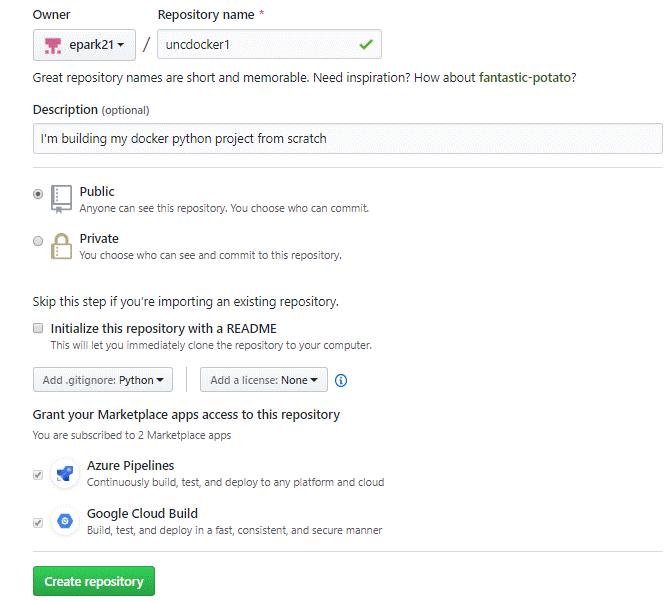 Owner
Repository name *
epark21 / uncdocker1
Great repository names are short and memorable. Need inspiration? How about fantastic-potato?
Description (optional)
I'm building my docker python project from scratch
Public
Anyone can see this repository. You choose who can commit.
Private
You choose who can see and commit to this repository.
Skip this step if you're importing an existing repository.
Initialize this repository with a README
This will let you immediately clone the repository to your computer.
Add .gitignore: Python
Add a license: None
Grant your Marketplace apps access to this repository
You are subscribed to 2 Marketplace apps
Azure Pipelines
Continuously build, test, and deploy to any platform and cloud
Google Cloud Build
Build, test, and deploy in a fast, consistent, and secure manner
Create repository